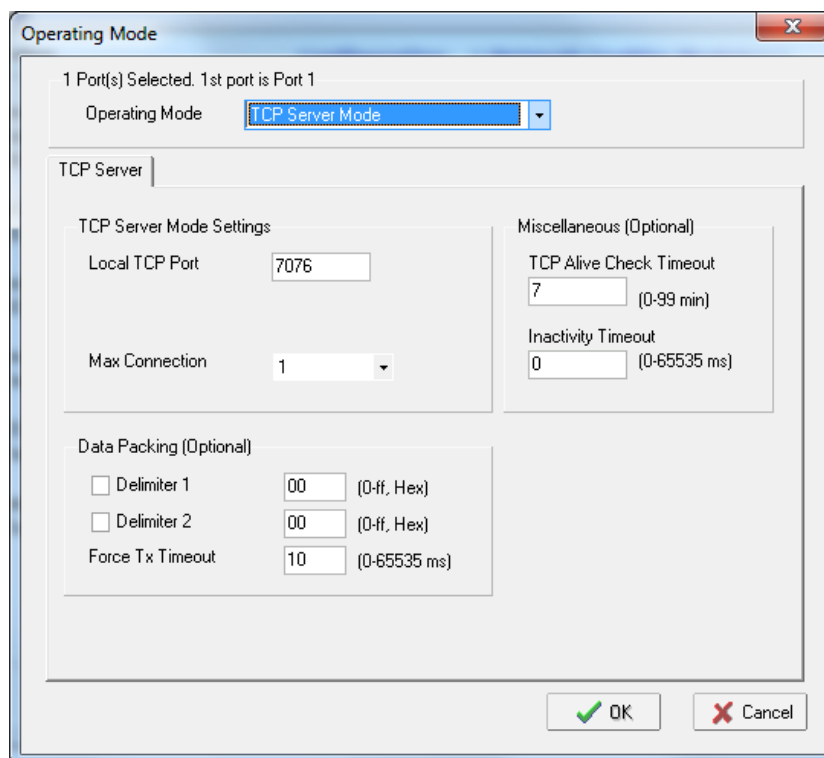 Operating Mode
1 Port(s) Selected. 1st port is Port 1
Operating Mode TCP Server Mode
TCP Server
TCP Server Mode Settings
Local TCP Port 7076
Max Connection 1
Miscellaneous (Optional)
TCP Alive Check Timeout
7 (0-99 min)
Inactivity Timeout
0 (0-65535 ms)
Data Packing (Optional)
Delimiter 1 00 (0-ff, Hex)
Delimiter 2 00 (0-ff, Hex)
Force Tx Timeout 10 (0-65535 ms)
OK Cancel